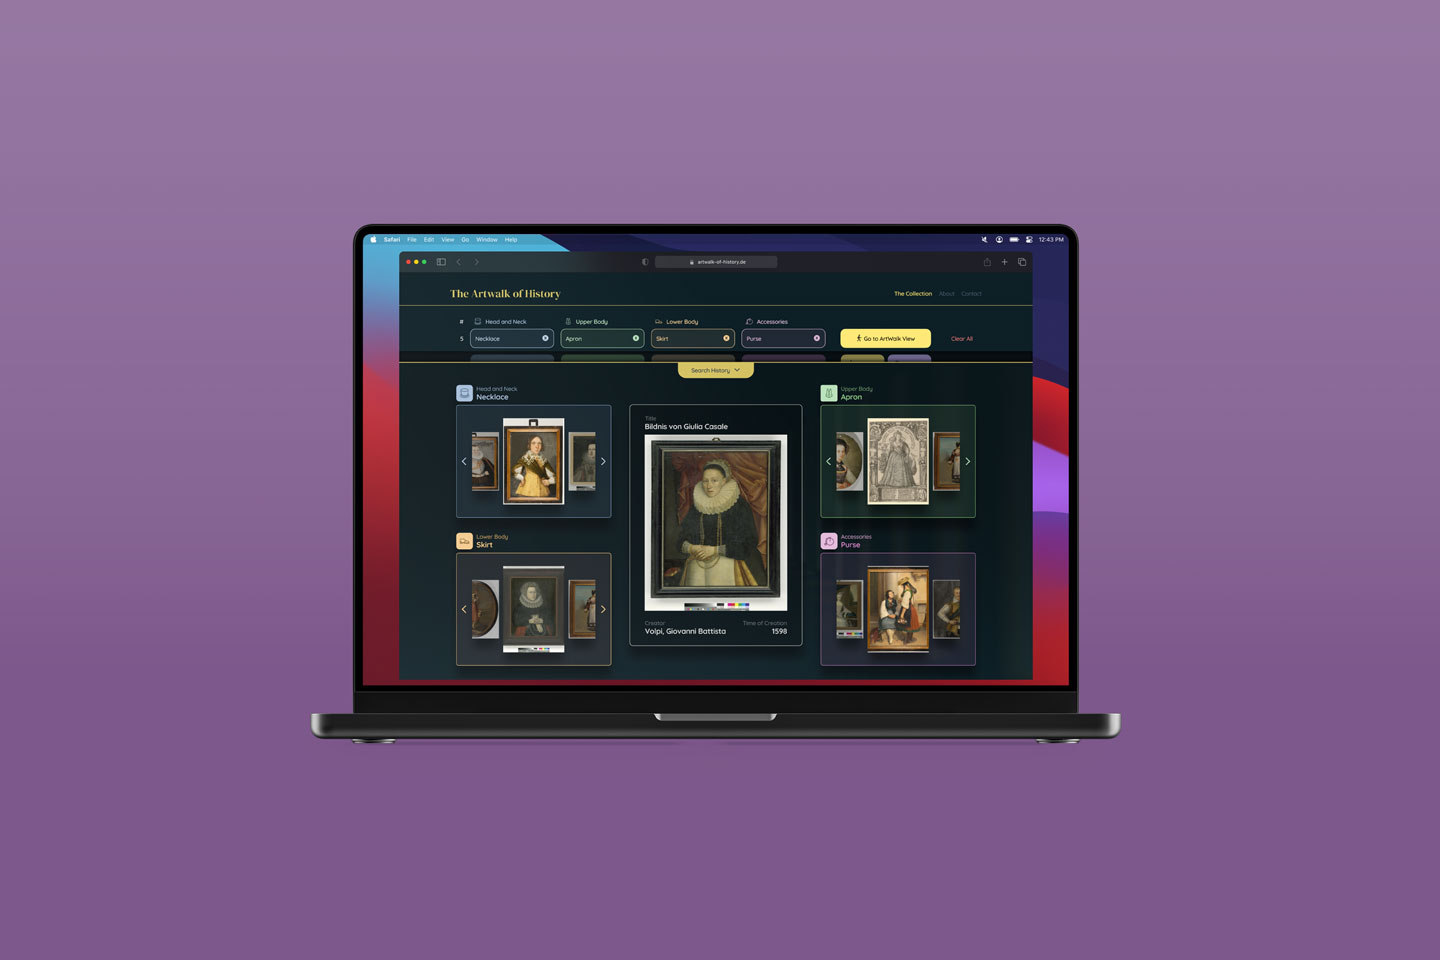 Safari File Edit View Go Window Help 12:43 PM
artwalk-of-history.de
The Artwalk of History The Collection About Contact
# Head and Neck Upper Body Lower Body Accessories
5 Necklace Apron Skirt Purse Go to ArtWalk View Clear All
Search History
Head and Neck
Necklace
Title
Bildnis von Giulia Casale
Creator Time of Creation
Volpi, Giovanni Battista 1598
Upper Body
Apron
Lower Body
Skirt
Accessories
Purse